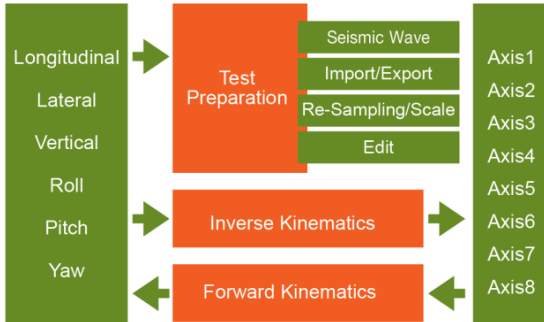 Longitudinal
Lateral
Vertical
Roll
Pitch
Yaw
Test
Preparation
Seismic Wave
Import/Export
Re-Sampling/Scale
Edit
Inverse Kinematics
Forward Kinematics
Axis1
Axis2
Axis3
Axis4
Axis5
Axis6
Axis7
Axis8